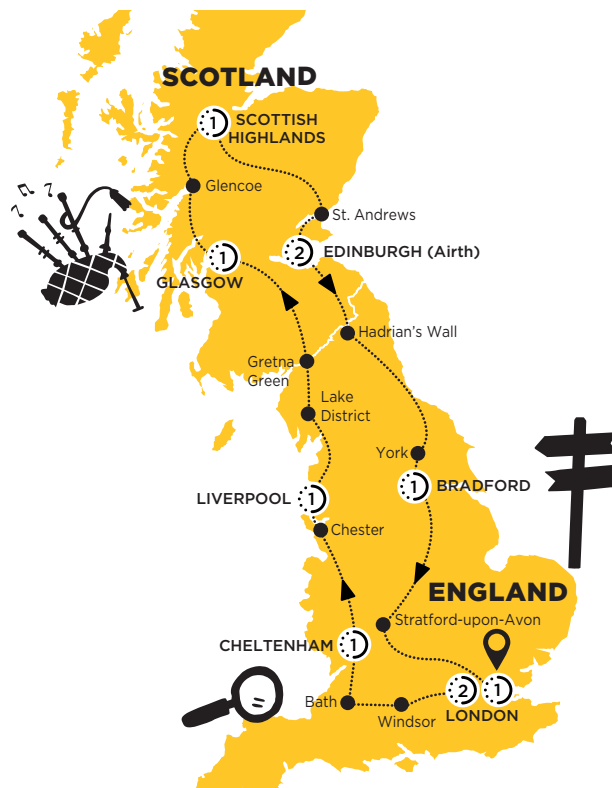 SCOTLAND
1
SCOTTISH
HIGHLANDS
Glencoe
St. Andrews
2
EDINBURGH (Airth)
1
GLASGOW
Hadrian's Wall
Gretna
Green
Lake
District
York
1
BRADFORD
LIVERPOOL
1
Chester
ENGLAND
Stratford-upon-Avon
CHELTENHAM
1
2
1
Bath
Windsor
LONDON